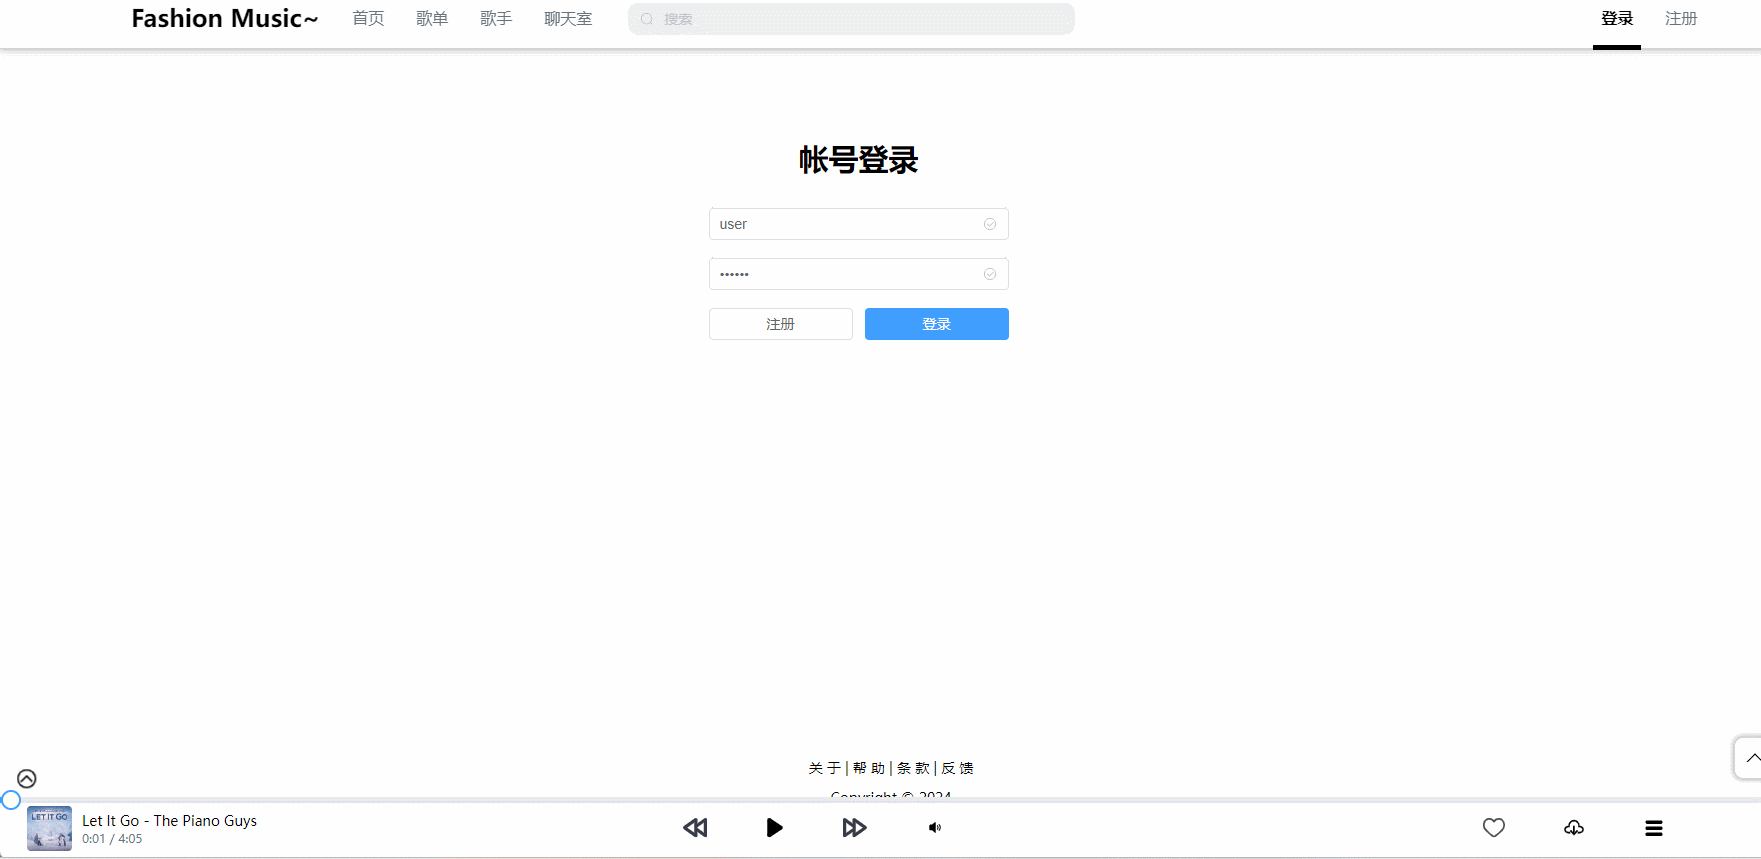 Fashion Music~ 首页 歌单 歌手 聊天室 搜索 登录 注册
帐号登录
user
••••••
注册 登录
关于 | 帮助 | 条款 | 反馈
Copyright © 2024
LET IT GO
Let It Go - The Piano Guys
0:01 / 4:05